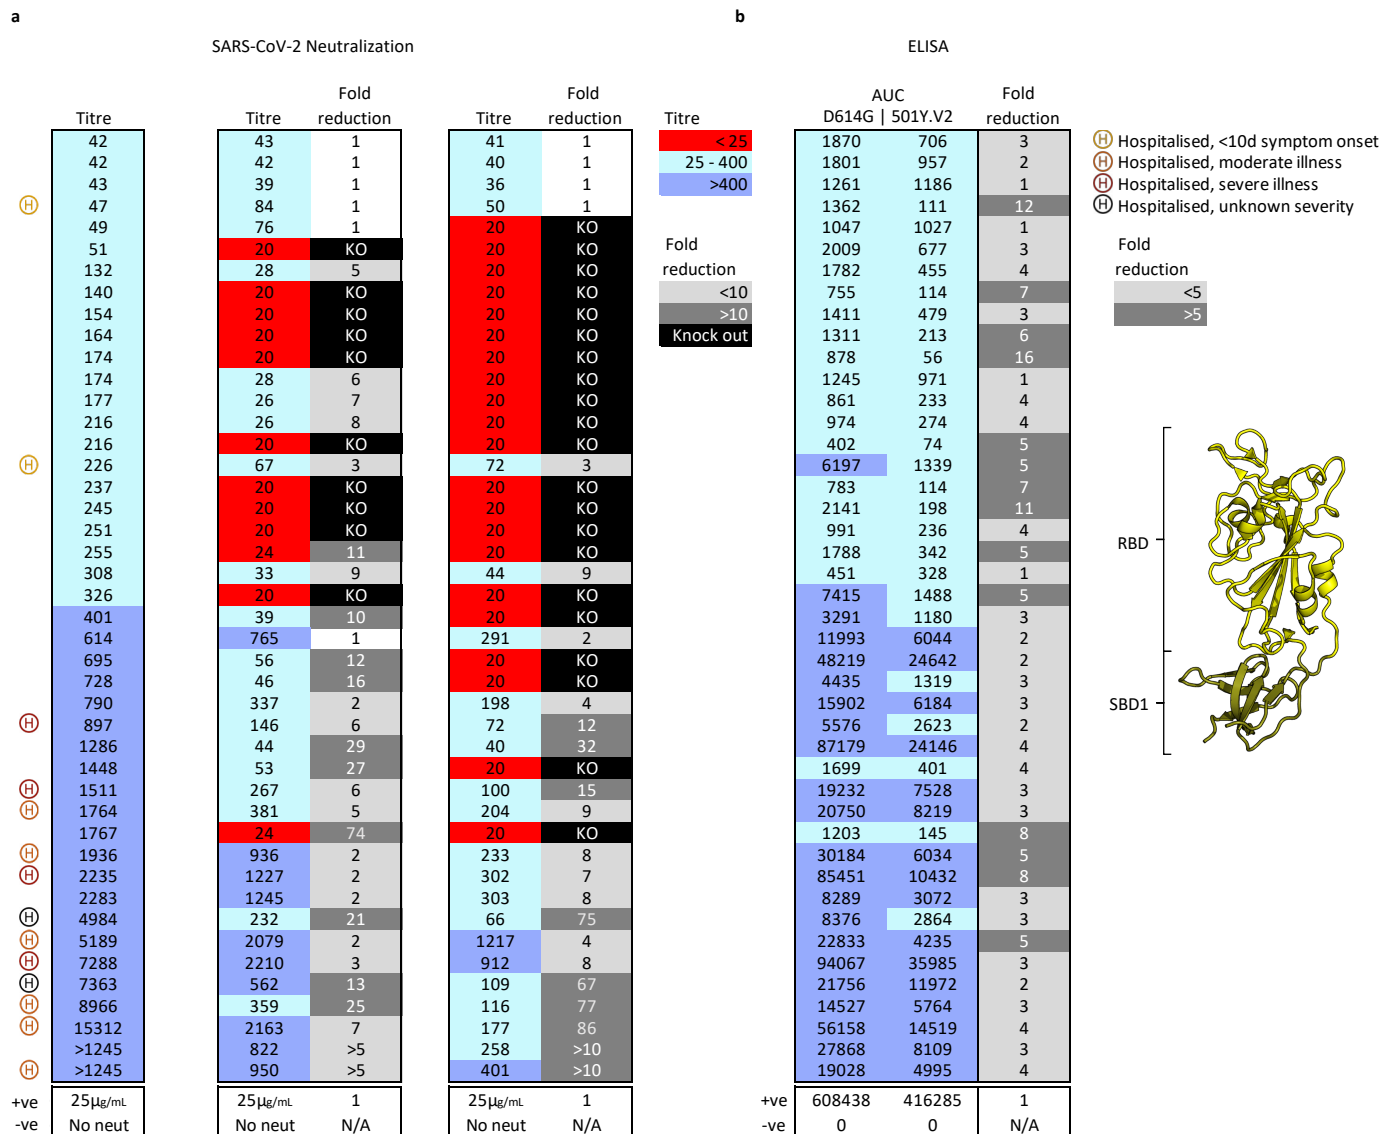 a
b
SARS-CoV-2 Neutralization
ELISA
Fold Fold AUC Fold
Titre Titre reduction Titre reduction Titre D614G | 501Y.V2 reduction
42 43 1 41 1 <25 1870 706 3 H Hospitalised, <10d symptom onset
42 42 1 40 1 25 - 400 1801 957 2 H Hospitalised, moderate illness
43 39 1 36 1 >400 1261 1186 1 H Hospitalised, severe illness
H 47 84 1 50 1 1362 111 12 H Hospitalised, unknown severity
49 76 1 20 KO 1047 1027 1
51 20 KO 20 KO Fold 2009 677 3 Fold
132 28 5 20 KO reduction 1782 455 4 reduction
140 20 KO 20 KO <10 755 114 7 <5
154 20 KO 20 KO >10 1411 479 3 >5
164 20 KO 20 KO Knock out 1311 213 6
174 20 KO 20 KO 878 56 16
174 28 6 20 KO 1245 971 1
177 26 7 20 KO 861 233 4
216 26 8 20 KO 974 274 4
216 20 KO 20 KO 402 74 5
H 226 67 3 72 3 6197 1339 5
237 20 KO 20 KO 783 114 7
245 20 KO 20 KO 2141 198 11
251 20 KO 20 KO 991 236 4
255 24 11 20 KO 1788 342 5 RBD
308 33 9 44 9 451 328 1
326 20 KO 20 KO 7415 1488 5
401 39 10 20 KO 3291 1180 3
614 765 1 291 2 11993 6044 2
695 56 12 20 KO 48219 24642 2
728 46 16 20 KO 4435 1319 3
790 337 2 198 4 15902 6184 3 SBD1
H 897 146 6 72 12 5576 2623 2
1286 44 29 40 32 87179 24146 4
1448 53 27 20 KO 1699 401 4
H 1511 267 6 100 15 19232 7528 3
H 1764 381 5 204 9 20750 8219 3
1767 24 74 20 KO 1203 145 8
H 1936 936 2 233 8 30184 6034 5
H 2235 1227 2 302 7 85451 10432 8
2283 1245 2 303 8 8289 3072 3
H 4984 232 21 66 75 8376 2864 3
H 5189 2079 2 1217 4 22833 4235 5
H 7288 2210 3 912 8 94067 35985 3
H 7363 562 13 109 67 21756 11972 2
H 8966 359 25 116 77 14527 5764 3
H 15312 2163 7 177 86 56158 14519 4
>1245 822 >5 258 >10 27868 8109 3
H >1245 950 >5 401 >10 19028 4995 4
+ve 25µg/mL 25µg/mL 1 25µg/mL 1 +ve 608438 416285 1
-ve No neut No neut N/A No neut N/A -ve 0 0 N/A